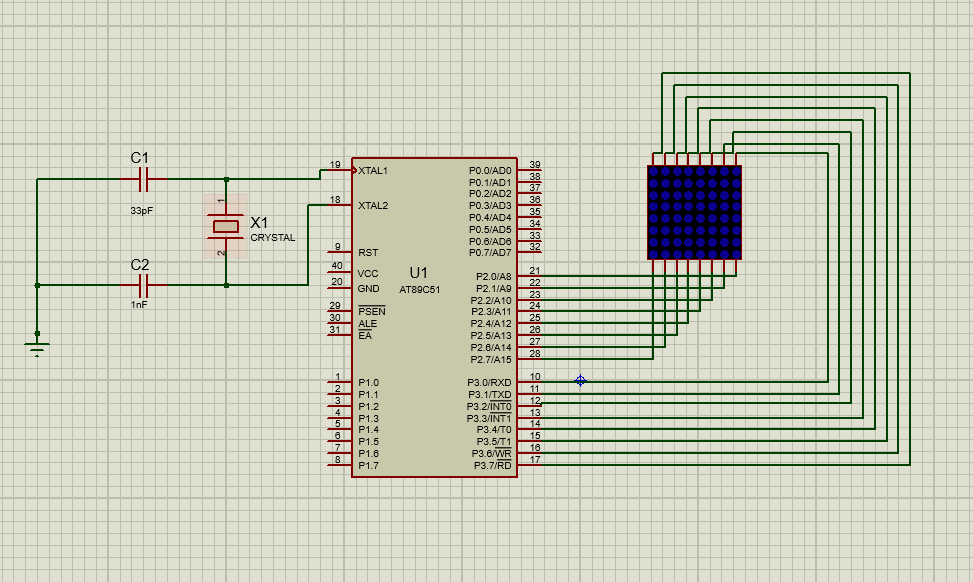 C1
33pF
1
X1
CRYSTAL
2
C2
1nF
19
XTAL1
18
XTAL2
9
RST
40
VCC
20
GND
29
PSEN
30
ALE
31
EA
1
P1.0
2
P1.1
3
P1.2
4
P1.3
5
P1.4
6
P1.5
7
P1.6
8
P1.7
U1
AT89C51
P0.0/AD0
39
P0.1/AD1
38
P0.2/AD2
37
P0.3/AD3
36
P0.4/AD4
35
P0.5/AD5
34
P0.6/AD6
33
P0.7/AD7
32
P2.0/A8
21
P2.1/A9
22
P2.2/A10
23
P2.3/A11
24
P2.4/A12
25
P2.5/A13
26
P2.6/A14
27
P2.7/A15
28
P3.0/RXD
10
P3.1/TXD
11
P3.2/INT0
12
P3.3/INT1
13
P3.4/T0
14
P3.5/T1
15
P3.6/WR
16
P3.7/RD
17